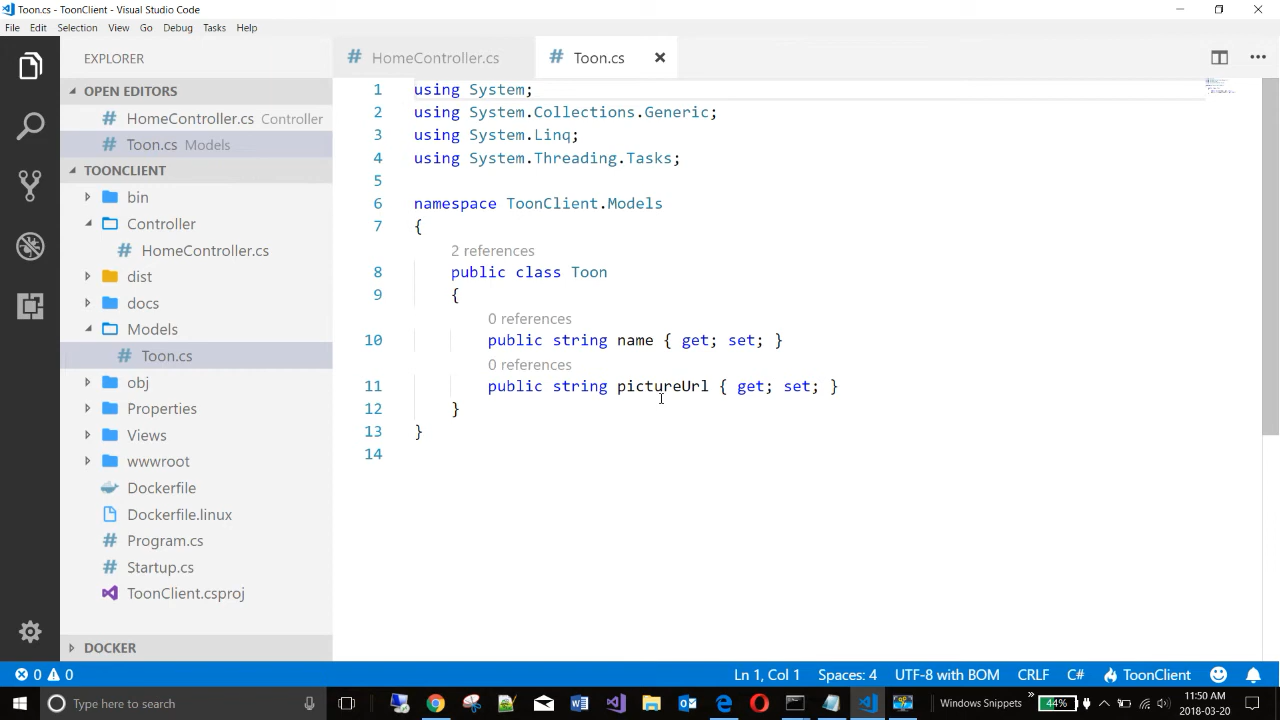 Toon.cs - ToonClient - Visual Studio Code
File Edit Selection View Go Debug Tasks Help
EXPLORER
OPEN EDITORS
# HomeController.cs Controller
# Toon.cs Models
TOONCLIENT
bin
Controller
# HomeController.cs
dist
docs
Models
# Toon.cs
obj
Properties
Views
wwwroot
Dockerfile
Dockerfile.linux
# Program.cs
# Startup.cs
ToonClient.csproj
DOCKER
# HomeController.cs # Toon.cs
1 using System;
2 using System.Collections.Generic;
3 using System.Linq;
4 using System.Threading.Tasks;
5
6 namespace ToonClient.Models
7 {
2 references
8 public class Toon
9 {
0 references
10 public string name { get; set; }
0 references
11 public string pictureUrl { get; set; }
12 }
13 }
14
0 0 Ln 1, Col 1 Spaces: 4 UTF-8 with BOM CRLF C# ToonClient
Type here to search Windows Snippets 44% 11:50 AM
2018-03-20